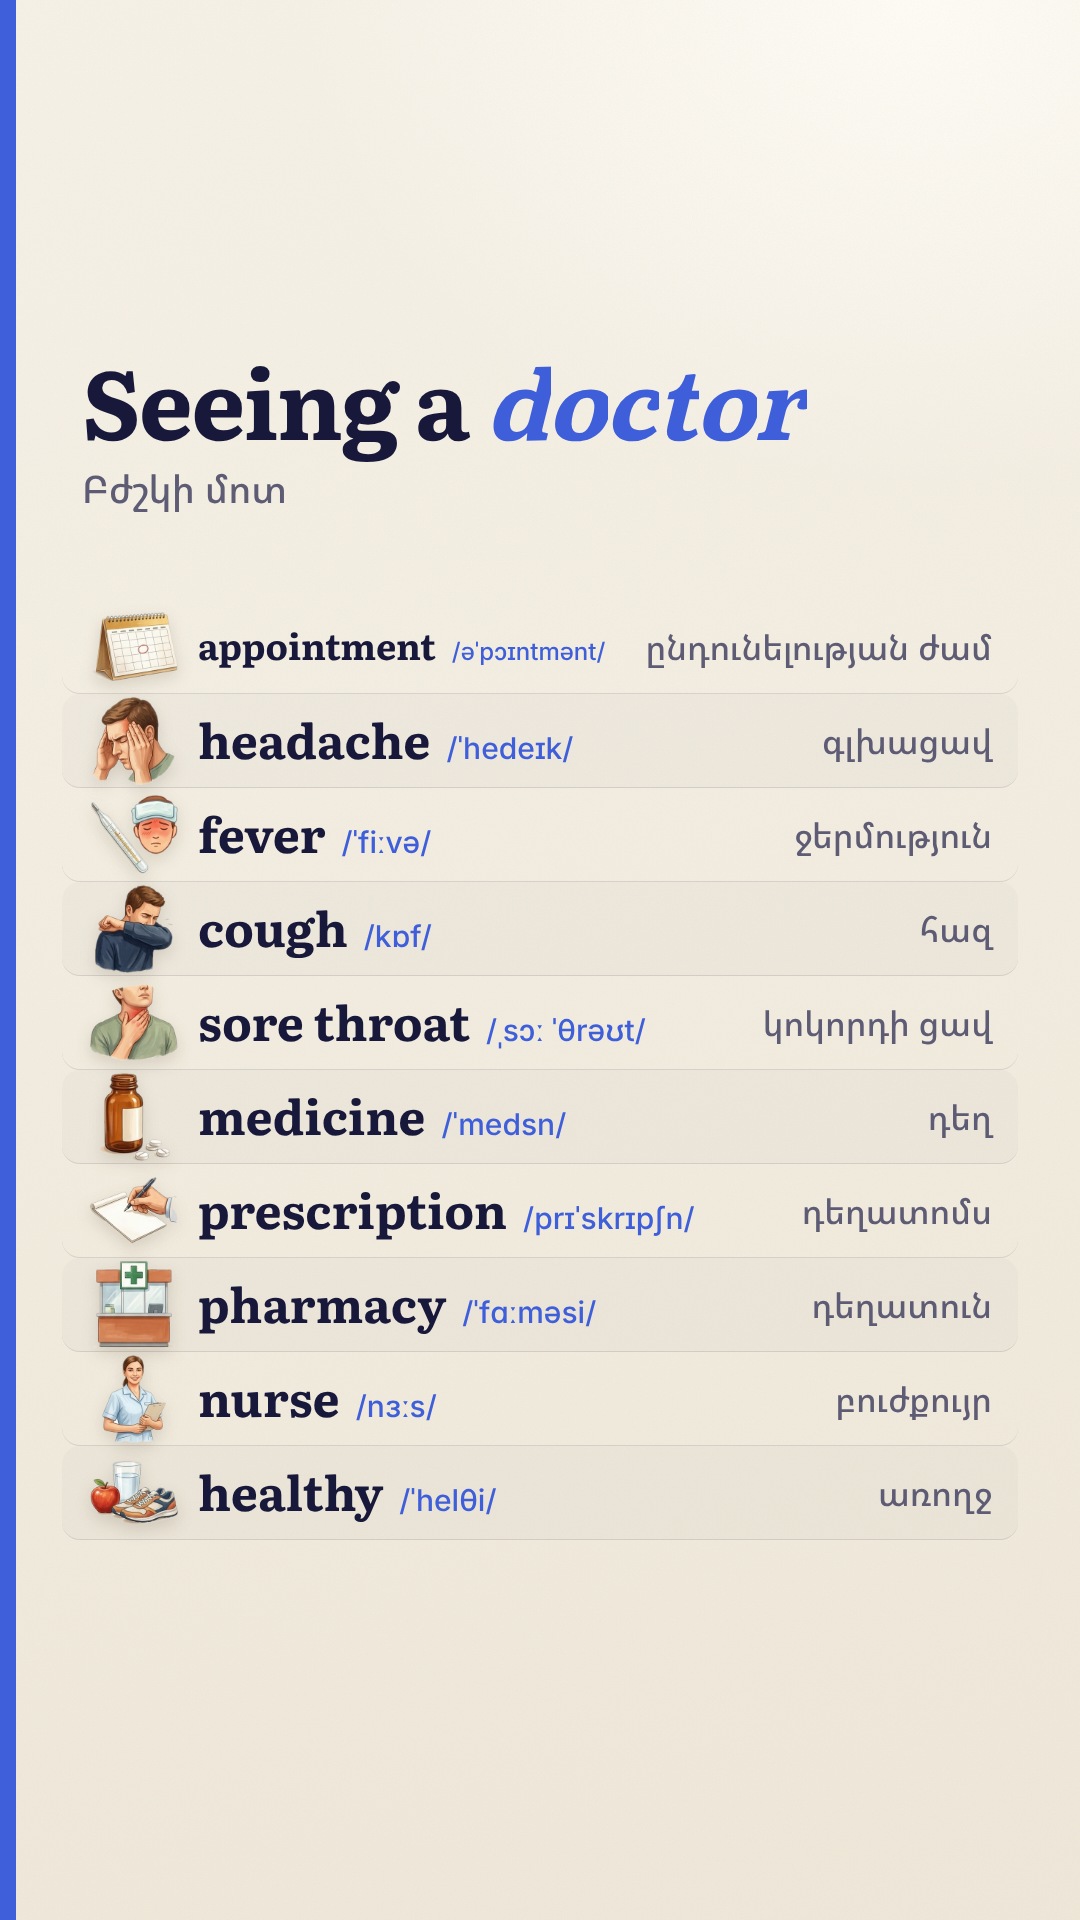 Seeing a doctor
Բժշկի մոտ
appointment /əˈpɔɪntmənt/ ընդունելության ժամ
headache /ˈhedeɪk/ գլխացավ
fever /ˈfiːvə/ ջերմություն
cough /kɒf/ հազ
sore throat /ˌsɔː ˈθrəʊt/ կոկորդի ցավ
medicine /ˈmedsn/ դեղ
prescription /prɪˈskrɪpʃn/ դեղատոմս
pharmacy /ˈfɑːməsi/ դեղատուն
nurse /nɜːs/ բուժքույր
healthy /ˈhelθi/ առողջ